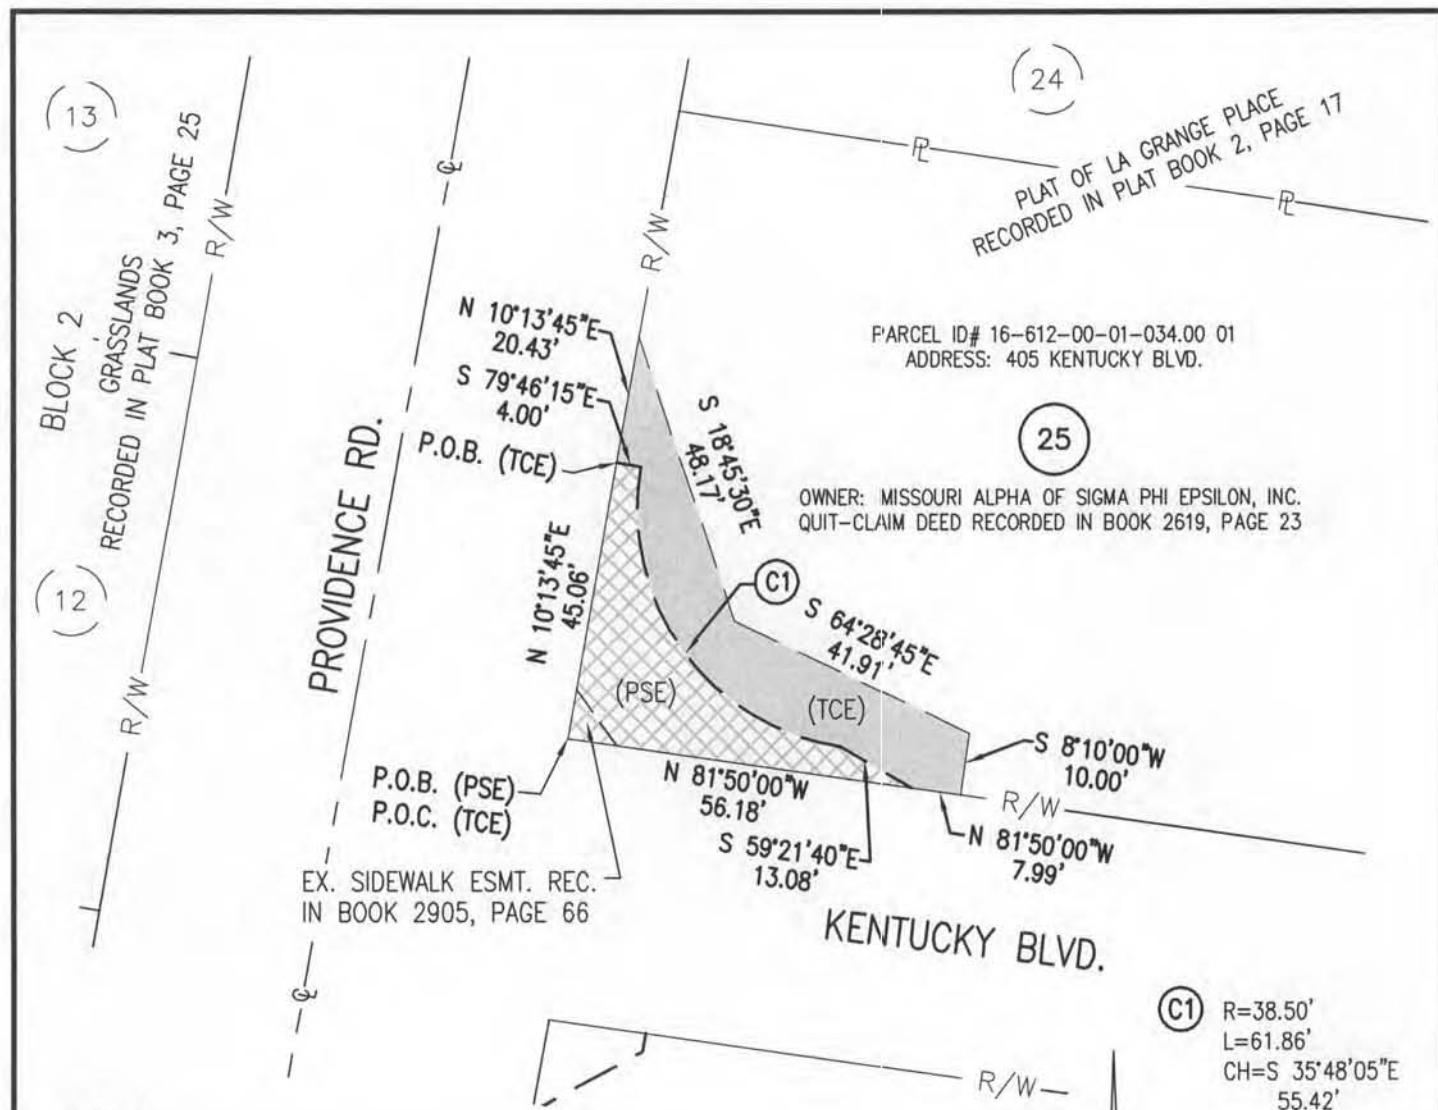 13
24
PLAT OF LA GRANGE PLACE
RECORDED IN PLAT BOOK 2, PAGE 17
BLOCK 2
GRASSLANDS
RECORDED IN PLAT BOOK 3, PAGE 25
R/W
℄
R/W
PL
PL
N 10°13'45"E
20.43'
S 79°46'15"E
4.00'
P.O.B. (TCE)
S 18°45'30"E
48.17'
PARCEL ID# 16-612-00-01-034.00 01
ADDRESS: 405 KENTUCKY BLVD.
25
OWNER: MISSOURI ALPHA OF SIGMA PHI EPSILON, INC.
QUIT-CLAIM DEED RECORDED IN BOOK 2619, PAGE 23
12
R/W
PROVIDENCE RD.
N 10°13'45"E
45.06'
C1
S 64°28'45"E
41.91'
(PSE)
(TCE)
S 8°10'00"W
10.00'
P.O.B. (PSE)
P.O.C. (TCE)
N 81°50'00"W
56.18'
R/W
S 59°21'40"E
13.08'
N 81°50'00"W
7.99'
EX. SIDEWALK ESMT. REC.
IN BOOK 2905, PAGE 66
KENTUCKY BLVD.
℄
C1
R=38.50'
L=61.86'
CH=S 35°48'05"E
55.42'
R/W